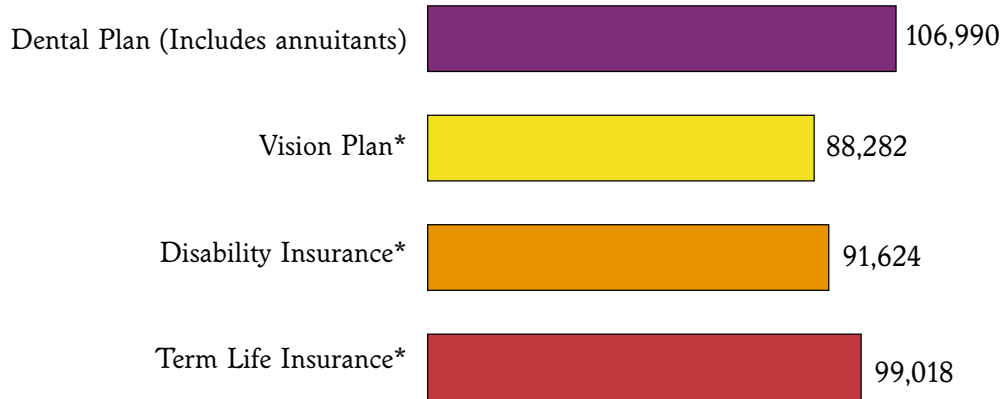 Dental Plan (Includes annuitants) 106,990
Vision Plan* 88,282
Disability Insurance* 91,624
Term Life Insurance* 99,018